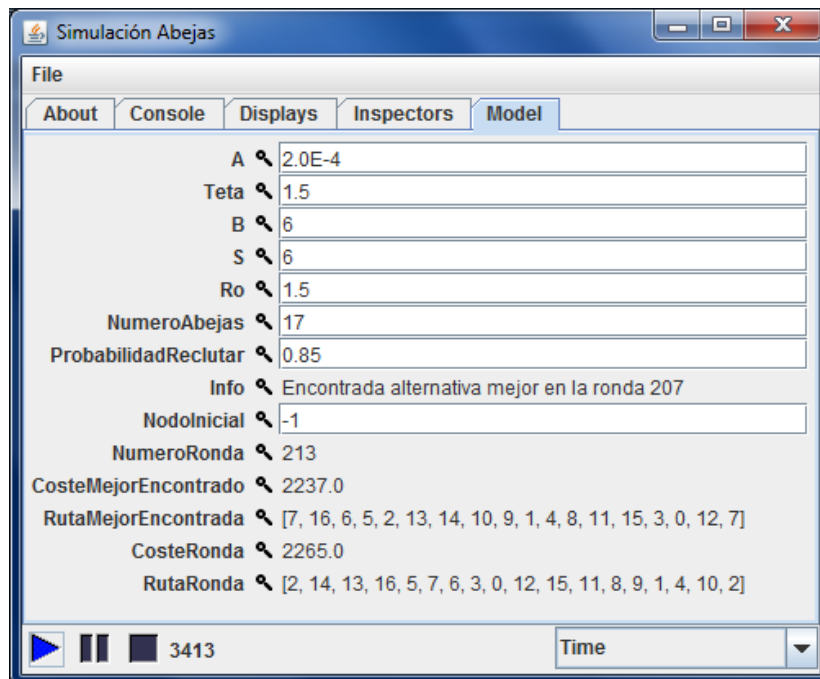 Simulación Abejas
File
About Console Displays Inspectors Model
A 2.0E-4
Teta 1.5
B 6
S 6
Ro 1.5
NumeroAbejas 17
ProbabilidadReclutar 0.85
Info Encontrada alternativa mejor en la ronda 207
NodoInicial -1
NumeroRonda 213
CosteMejorEncontrado 2237.0
RutaMejorEncontrada [7, 16, 6, 5, 2, 13, 14, 10, 9, 1, 4, 8, 11, 15, 3, 0, 12, 7]
CosteRonda 2265.0
RutaRonda [2, 14, 13, 16, 5, 7, 6, 3, 0, 12, 15, 11, 8, 9, 1, 4, 10, 2]
3413 Time